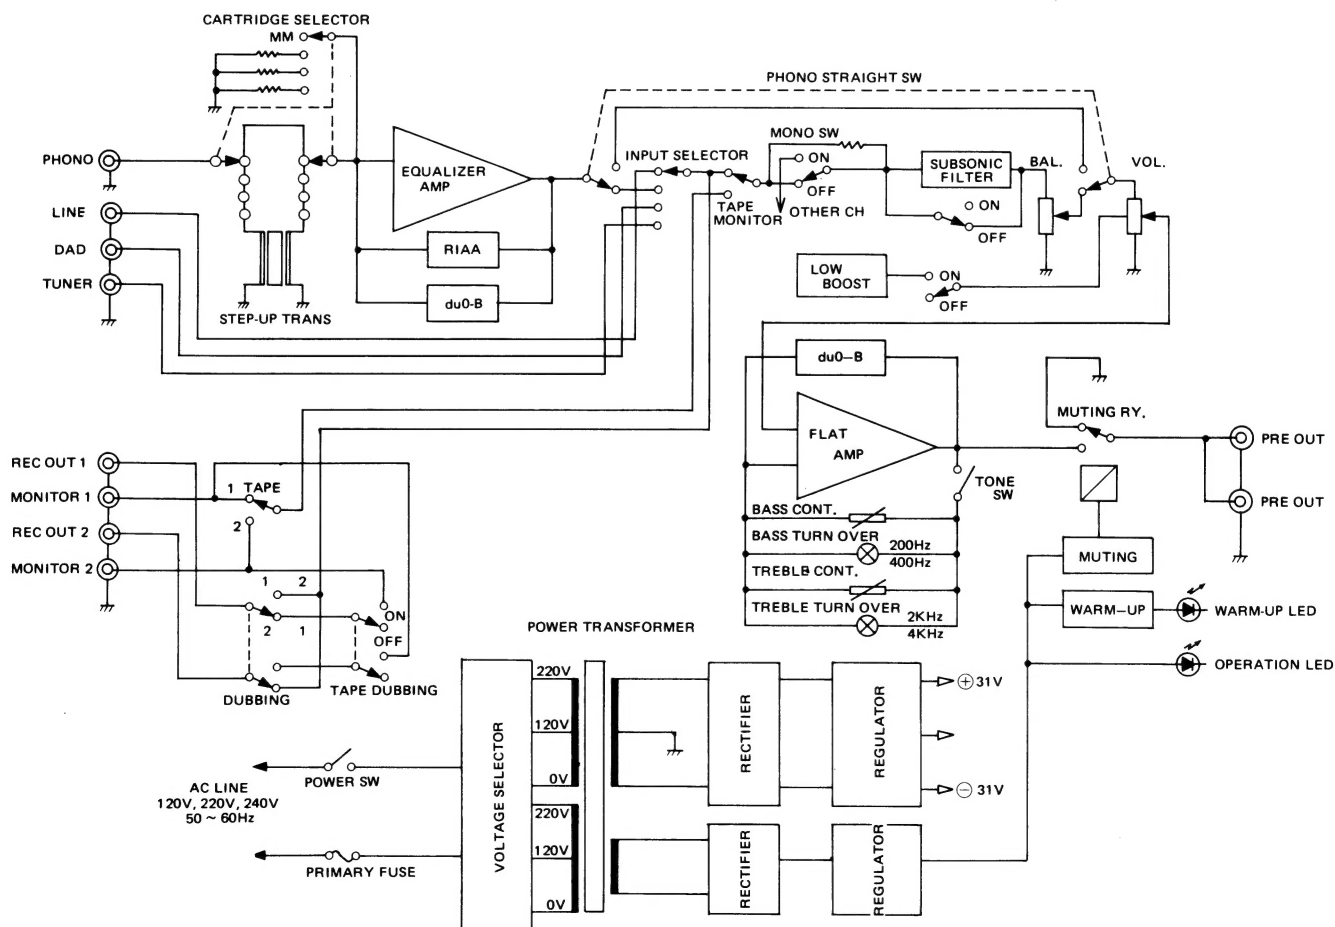 CARTRIDGE SELECTOR
MM
PHONO STRAIGHT SW
MONO SW
PHONO
EQUALIZER
AMP
INPUT SELECTOR
ON
OFF
SUBSONIC
FILTER
BAL.
VOL.
LINE
TAPE
MONITOR
OTHER CH
ON
OFF
DAD
RIAA
TUNER
du0-B
LOW
BOOST
ON
OFF
STEP-UP TRANS
du0–B
MUTING RY.
FLAT
AMP
PRE OUT
REC OUT 1
TONE
SW
MONITOR 1
1 TAPE
2
PRE OUT
BASS CONT.
REC OUT 2
BASS TURN OVER
200Hz
400Hz
MUTING
MONITOR 2
TREBLE CONT.
1 2
ON
TREBLE TURN OVER
2KHz
4KHz
WARM–UP
WARM-UP LED
2 1
OFF
POWER TRANSFORMER
OPERATION LED
DUBBING
TAPE DUBBING
220V
120V
0V
RECTIFIER
REGULATOR
+ 31V
− 31V
VOLTAGE SELECTOR
POWER SW
AC LINE
120V, 220V, 240V
50 ~ 60Hz
220V
120V
0V
RECTIFIER
REGULATOR
PRIMARY FUSE